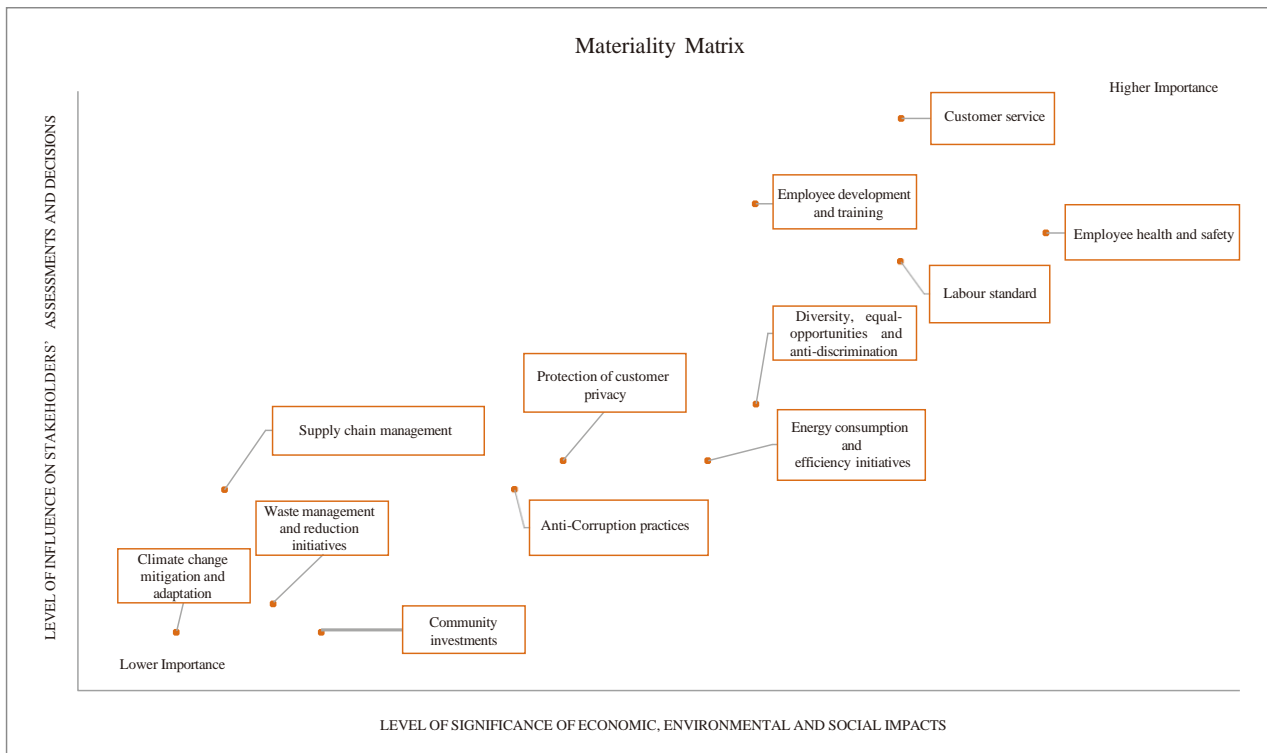 Materiality Matrix
Higher Importance
Customer service
Employee development
and training
Employee health and safety
Labour standard
Diversity, equal-
opportunities and
anti-discrimination
Protection of customer
privacy
Supply chain management
Energy consumption
and
efficiency initiatives
Waste management
and reduction
initiatives
Anti-Corruption practices
Climate change
mitigation and
adaptation
Community
investments
Lower Importance
LEVEL OF INFLUENCE ON STAKEHOLDERS’ ASSESSMENTS AND DECISIONS
LEVEL OF SIGNIFICANCE OF ECONOMIC, ENVIRONMENTAL AND SOCIAL IMPACTS